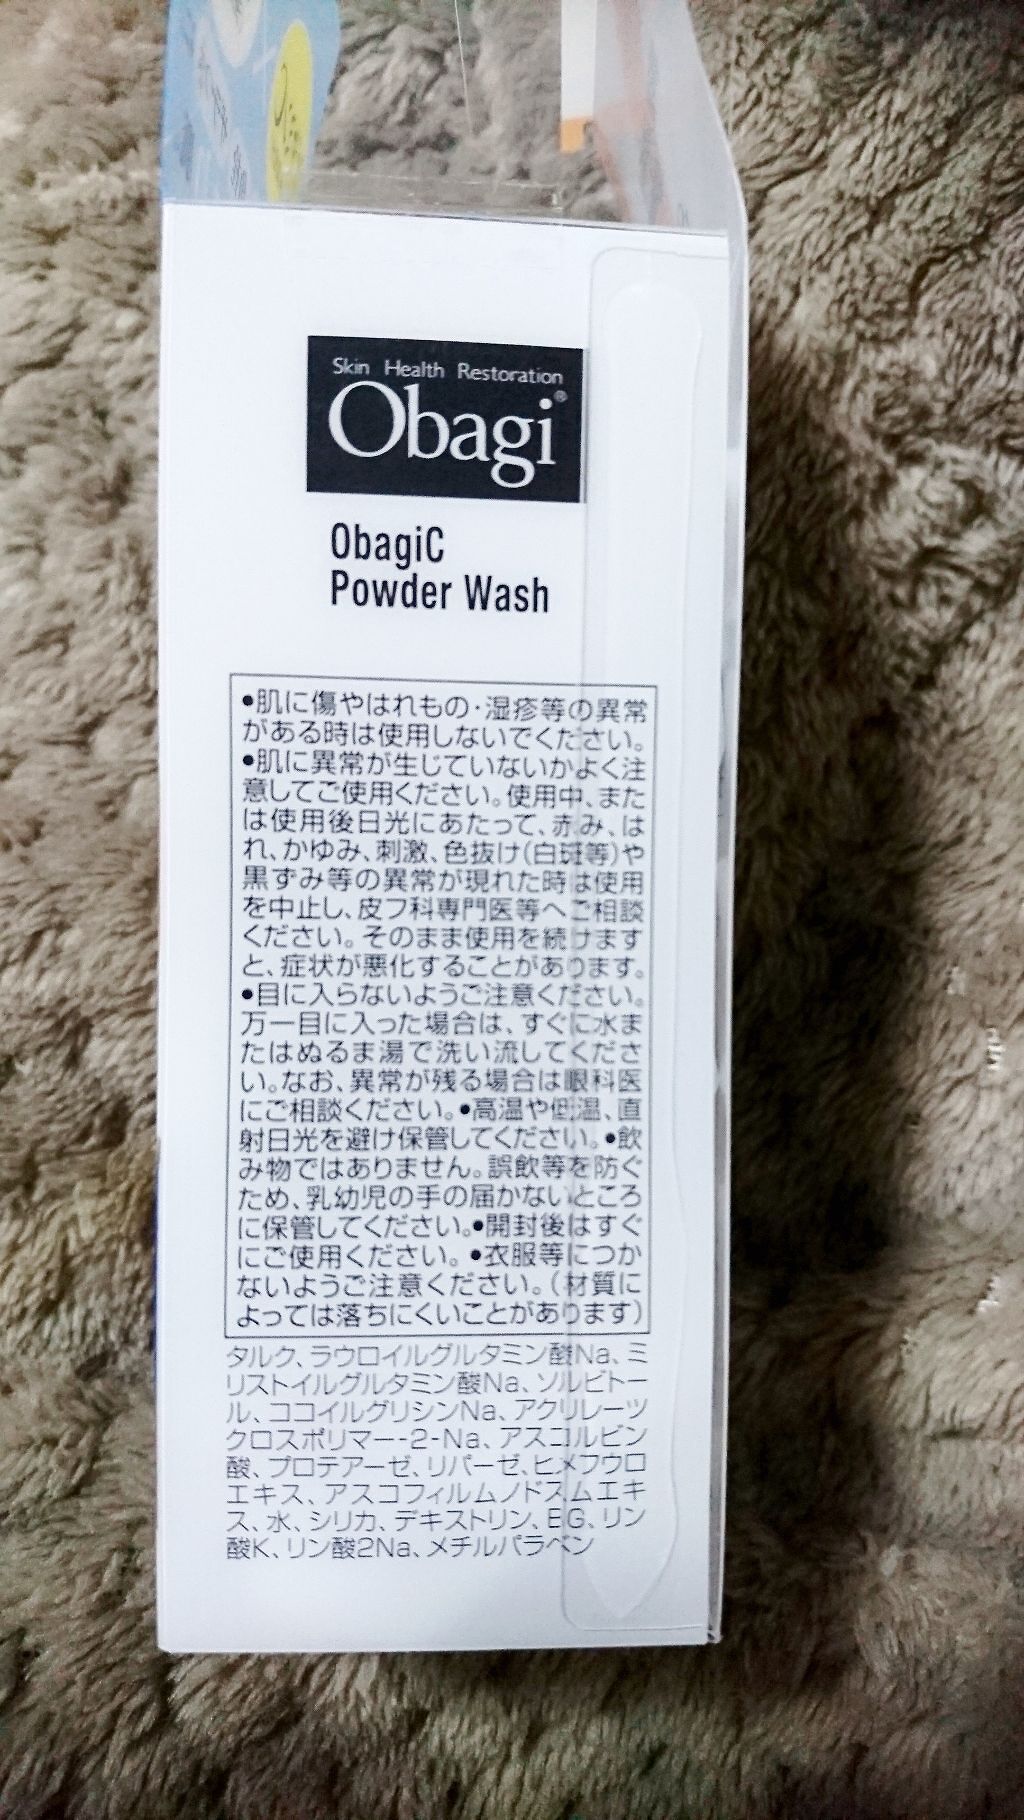 Skin Health Restoration
Obagi®
ObagiC
Powder Wash
●肌に傷やはれもの・湿疹等の異常
がある時は使用しないでください。
●肌に異常が生じていないかよく注
意してご使用ください。使用中、また
は使用後日光にあたって、赤み、は
れ、かゆみ、刺激、色抜け(白斑等)や
黒ずみ等の異常が現れた時は使用
を中止し、皮フ科専門医等へご相談
ください。そのまま使用を続けます
と、症状が悪化することがあります。
●目に入らないようご注意ください。
万一目に入った場合は、すぐに水ま
たはぬるま湯で洗い流してくださ
い。なお、異常が残る場合は眼科医
にご相談ください。●高温や低温、直
射日光を避け保管してください。●飲
み物ではありません。誤飲等を防ぐ
ため、乳幼児の手の届かないところ
に保管してください。●開封後はすぐ
にご使用ください。●衣服等につか
ないようご注意ください。(材質に
よっては落ちにくいことがあります)
タルク、ラウロイルグルタミン酸Na、ミ
リストイルグルタミン酸Na、ソルビトー
ル、ココイルグリシンNa、アクリレーツ
クロスポリマー-2-Na、アスコルビン
酸、プロテアーゼ、リパーゼ、ヒメフウロ
エキス、アスコフィルムノドスムエキ
ス、水、シリカ、デキストリン、BG、リン
酸K、リン酸2Na、メチルパラベン